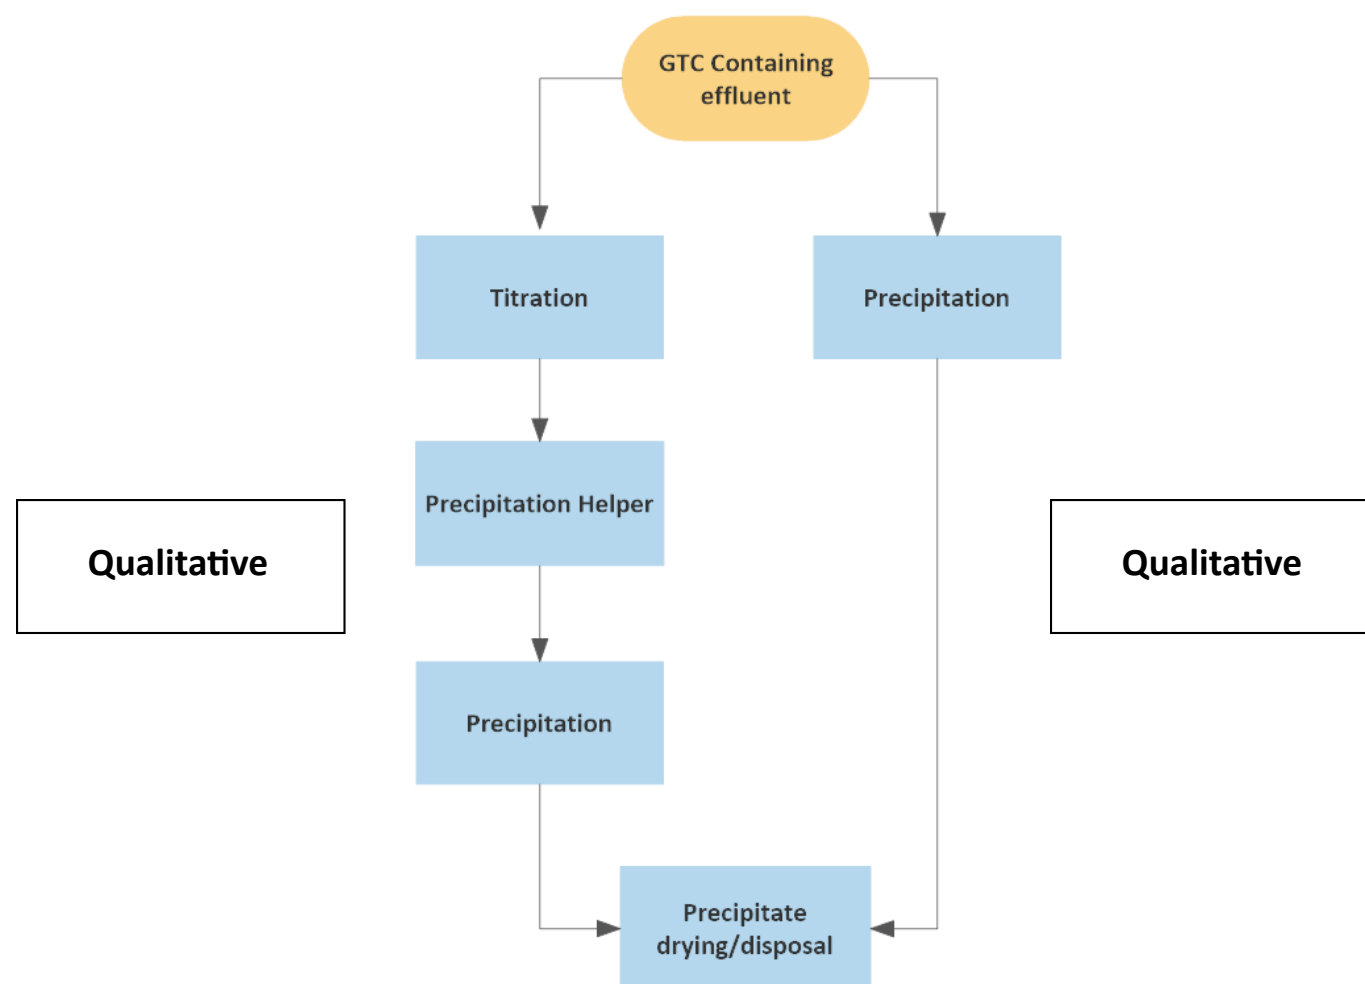 GTC Containing
effluent
Titration
Precipitation
Precipitation Helper
Qualitative
Qualitative
Precipitation
Precipitate
drying/disposal